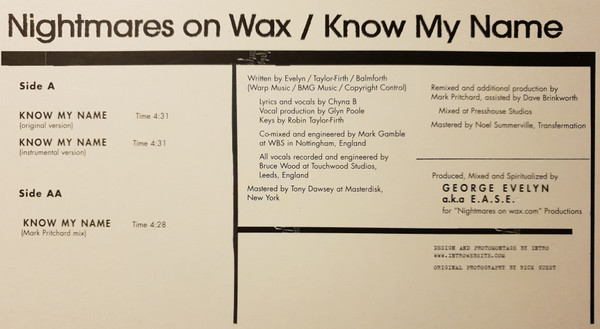 Nightmares on Wax / Know My Name
Side A
KNOW MY NAME Time 4:31
(original version)
KNOW MY NAME Time 4:31
(instrumental version)
Side AA
KNOW MY NAME Time 4:28
(Mark Pritchard mix)
Written by Evelyn / Taylor-Firth / Balmforth
(Warp Music / BMG Music / Copyright Control)
Lyrics and vocals by Chyna B
Vocal production by Glyn Poole
Keys by Robin Taylor-Firth
Co-mixed and engineered by Mark Gamble
at WBS in Nottingham, England
All vocals recorded and engineered by
Bruce Wood at Touchwood Studios,
Leeds, England
Mastered by Tony Dawsey at Masterdisk,
New York
Remixed and additional production by
Mark Pritchard, assisted by Dave Brinkworth
Mixed at Presshouse Studios
Mastered by Noel Summerville, Transfermation
Produced, Mixed and Spiritualized by
GEORGE EVELYN
a.k.a E.A.S.E.
for "Nightmares on wax.com" Productions
DESIGN AND PHOTOMONTAGE BY INTRO
WWW.INTROWEBSITE.COM
ORIGINAL PHOTOGRAPHY BY RICK GUEST